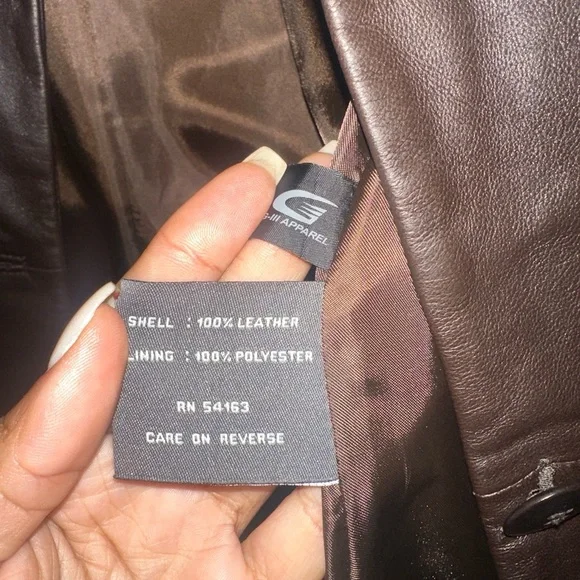 G-III APPAREL
SHELL : 100% LEATHER
LINING : 100% POLYESTER
RN 54163
CARE ON REVERSE